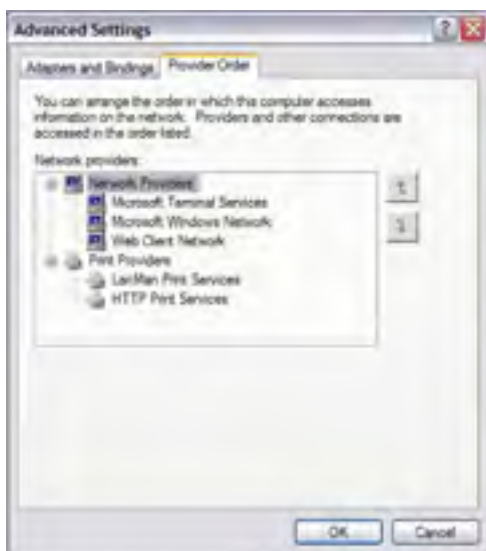 Advanced Settings
Adapters and Bindings
Provider Order
You can arrange the order in which this computer accesses
information on the network. Providers and other connections are
accessed in the order listed.
Network providers:
Network Providers
Microsoft Terminal Services
Microsoft Windows Network
Web Client Network
Print Providers
LanMan Print Services
HTTP Print Services
OK
Cancel